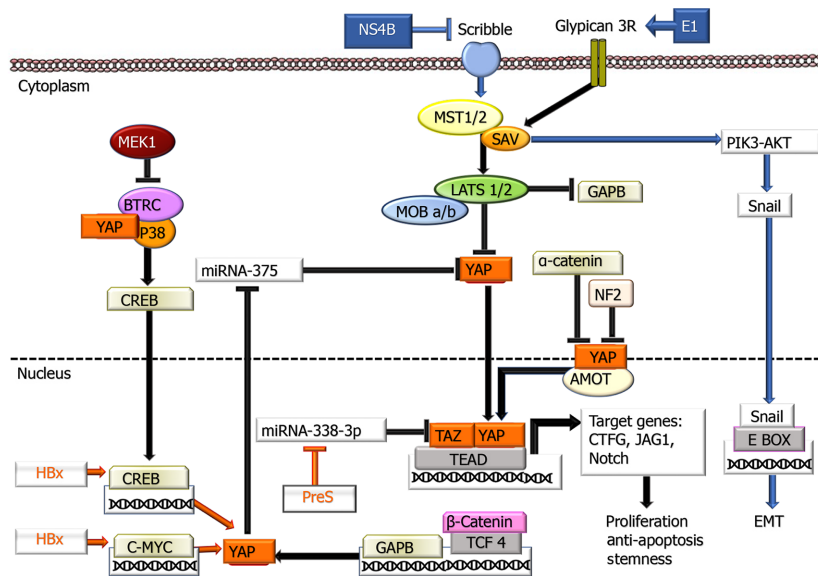 NS4B
Scribble
Glypican 3R
E1
Cytoplasm
MST1/2
SAV
MEK1
PIK3-AKT
BTRC
LATS 1/2
GAPB
YAP
P38
MOB a/b
Snail
miRNA-375
YAP
α-catenin
CREB
NF2
YAP
Nucleus
AMOT
miRNA-338-3p
TAZ
YAP
TEAD
Target genes:
CTFG, JAG1,
Notch
Snail
E BOX
HBx
CREB
PreS
β-Catenin
HBx
C-MYC
YAP
GAPB
TCF 4
Proliferation
anti-apoptosis
stemness
EMT